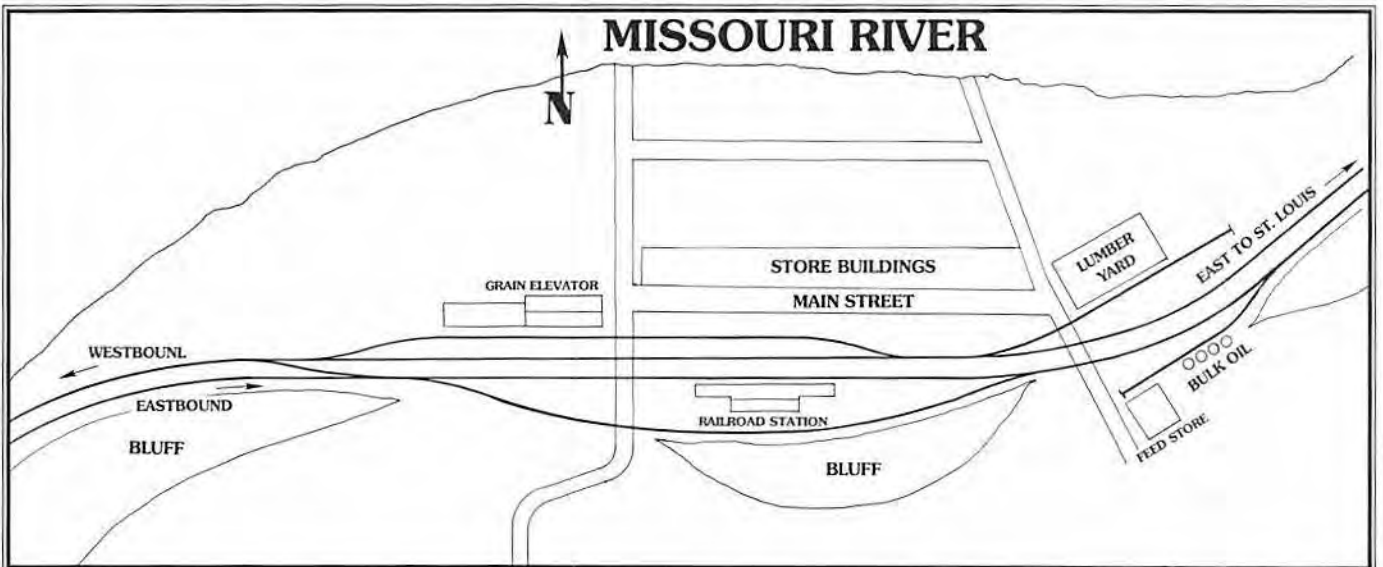 MISSOURI RIVER
N
STORE BUILDINGS
GRAIN ELEVATOR
MAIN STREET
LUMBER
YARD
EAST TO ST. LOUIS
WESTBOUNL
EASTBOUND
BLUFF
RAILROAD STATION
BLUFF
BULK OIL
FEED STORE